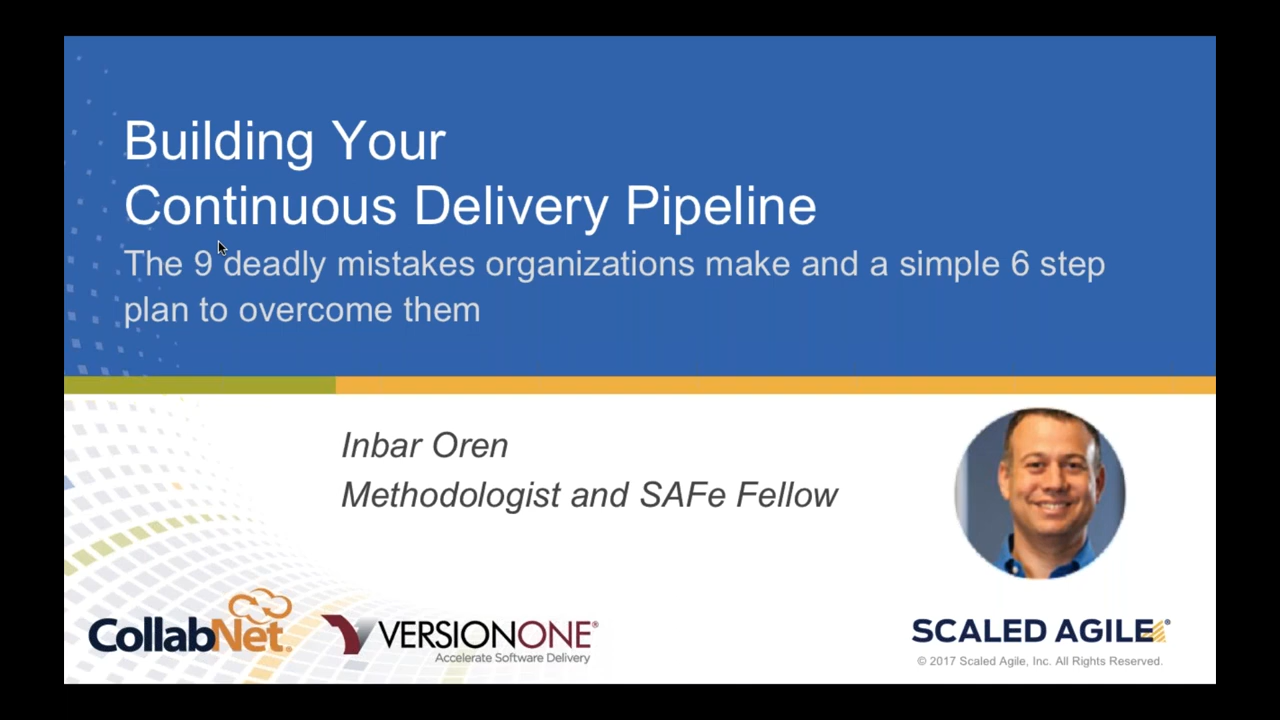 Building Your
Continuous Delivery Pipeline
The 9 deadly mistakes organizations make and a simple 6 step
plan to overcome them
Inbar Oren
Methodologist and SAFe Fellow
CollabNet.
VERSIONONE®
Accelerate Software Delivery
SCALED AGILE®
© 2017 Scaled Agile, Inc. All Rights Reserved.